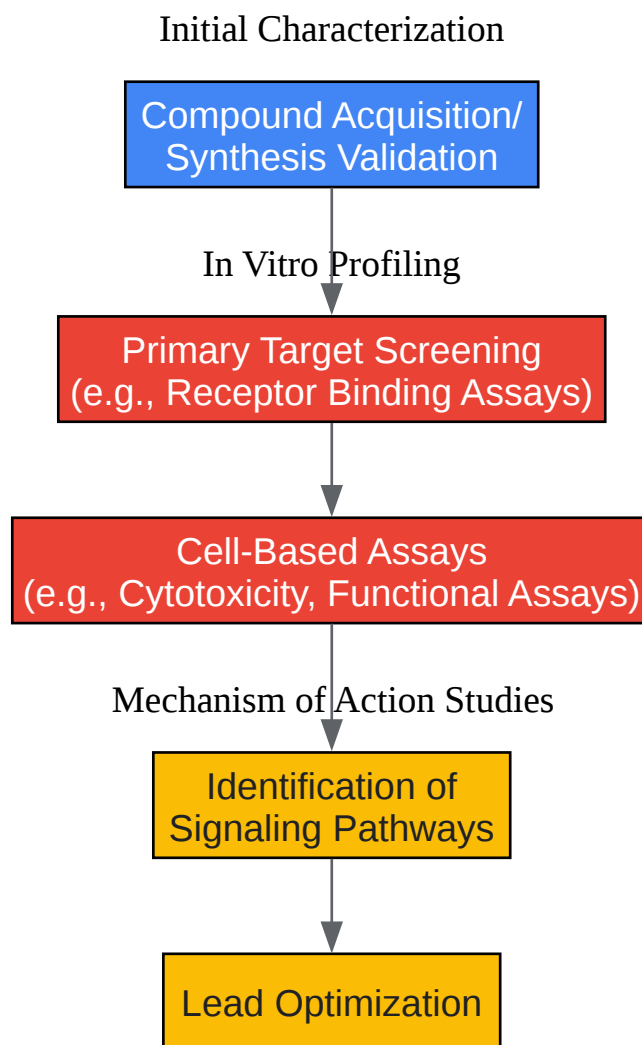 Initial Characterization
Compound Acquisition/
Synthesis Validation
In Vitro Profiling
Primary Target Screening
(e.g., Receptor Binding Assays)
Cell-Based Assays
(e.g., Cytotoxicity, Functional Assays)
Mechanism of Action Studies
Identification of
Signaling Pathways
Lead Optimization